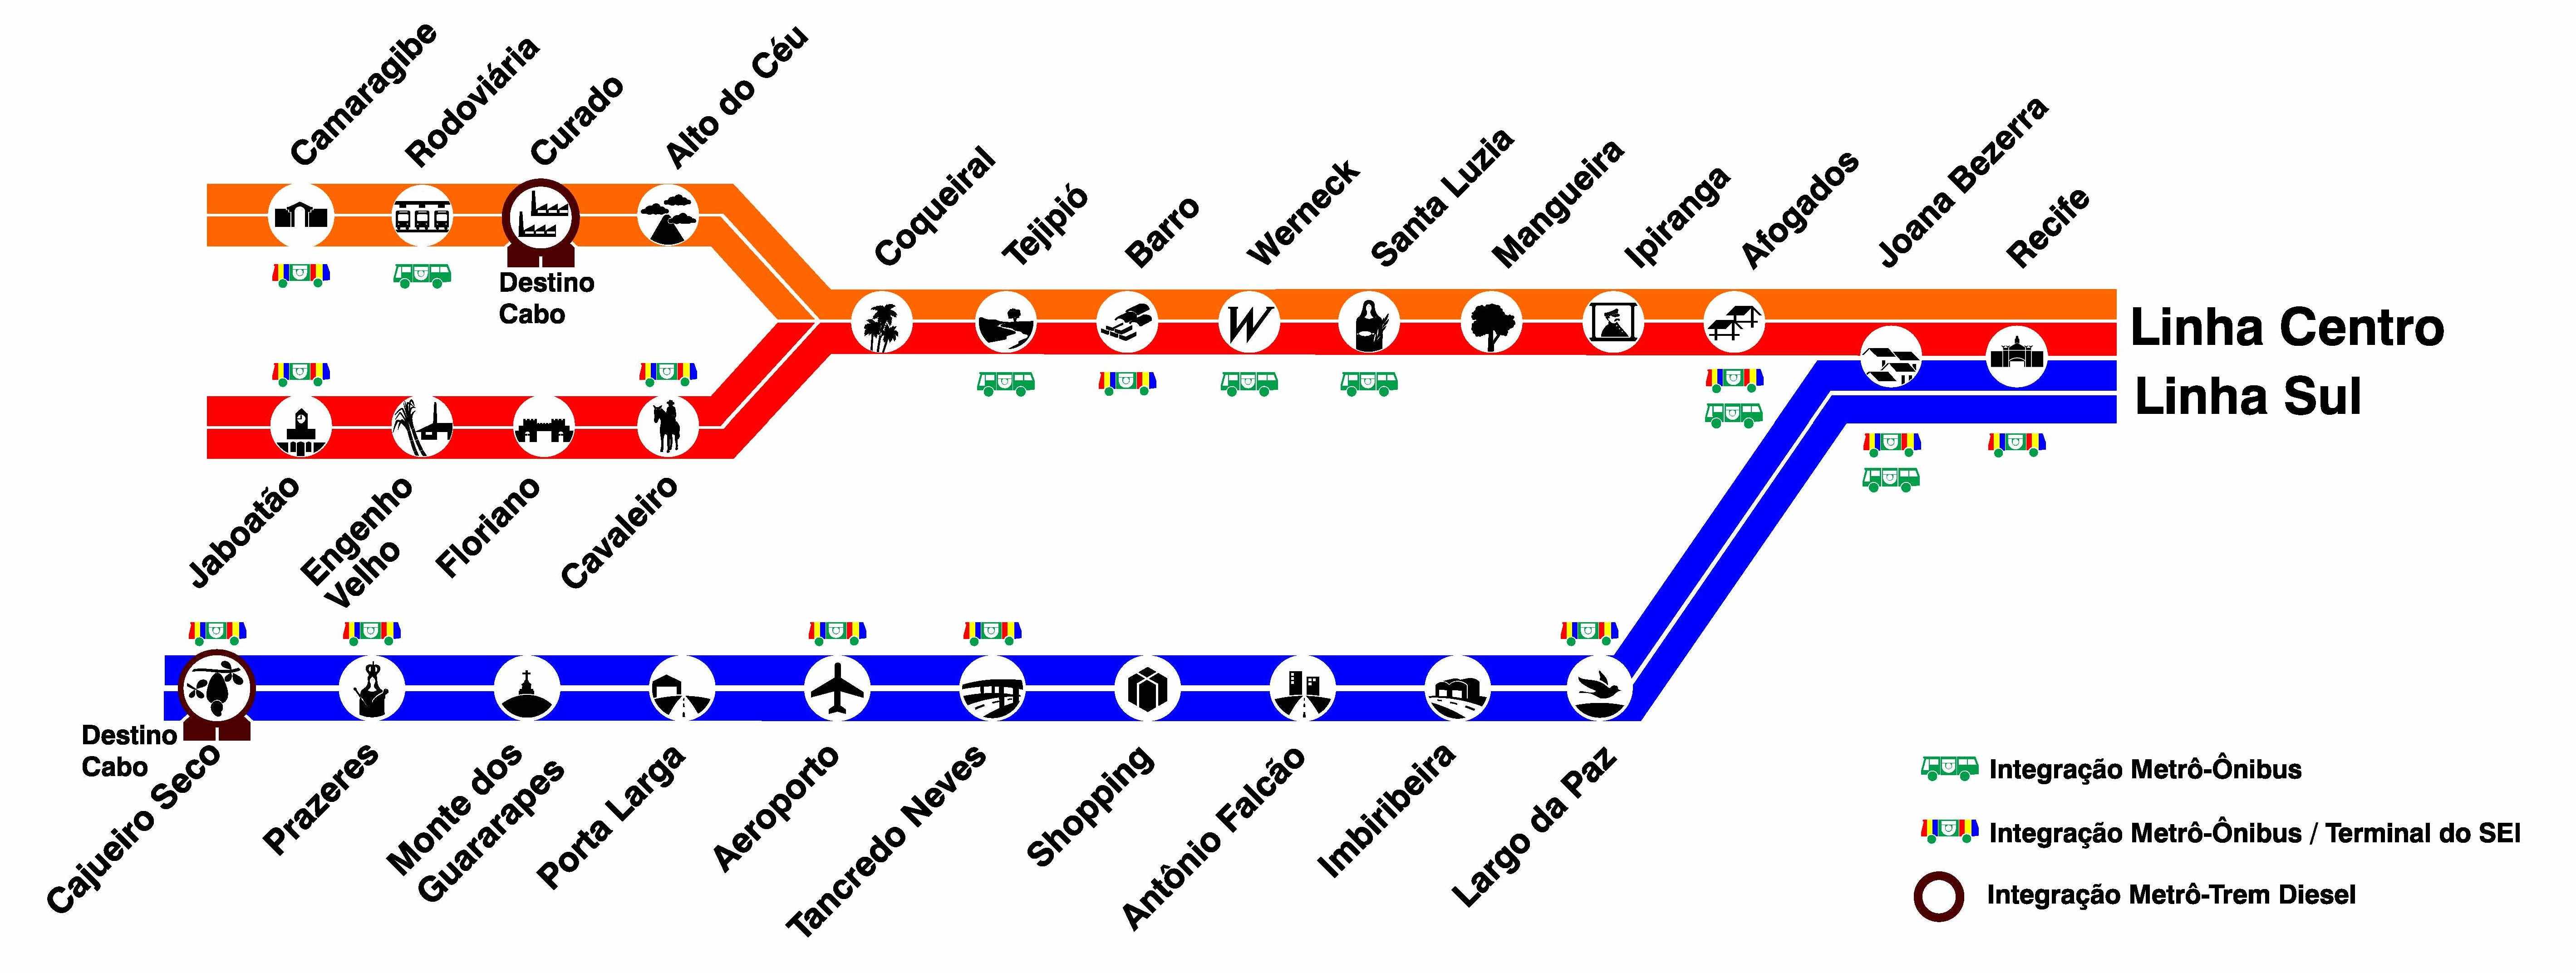 Camaragibe
Rodoviária
Curado
Alto do Céu
Destino
Cabo
Coqueiral
Tejipió
Barro
Werneck
Santa Luzia
Mangueira
Ipiranga
Afogados
Joana Bezerra
Recife
W
Linha Centro
Linha Sul
Jaboatão
Engenho
Velho
Floriano
Cavaleiro
Destino
Cabo
Cajueiro Seco
Prazeres
Monte dos
Guararapes
Porta Larga
Aeroporto
Tancredo Neves
Shopping
Antônio Falcão
Imbiribeira
Largo da Paz
Integração Metrô-Ônibus
Integração Metrô-Ônibus / Terminal do SEI
Integração Metrô-Trem Diesel